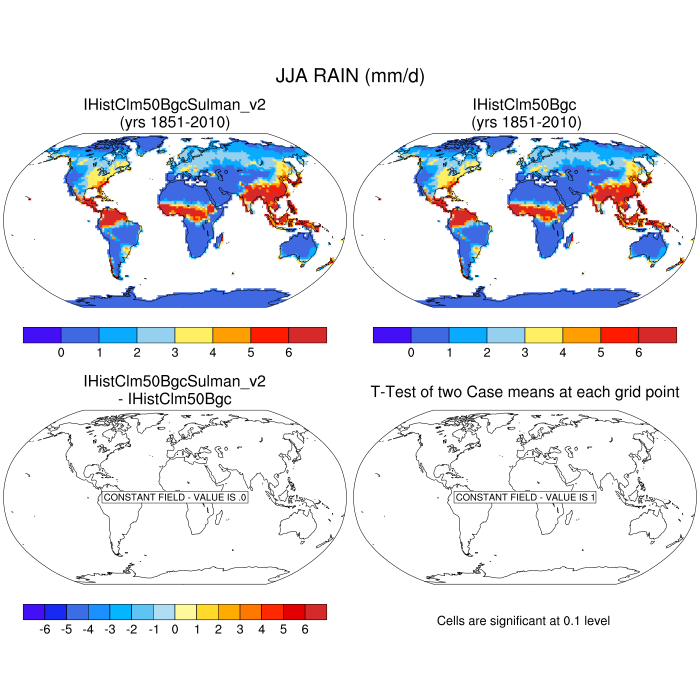 JJA RAIN (mm/d)
IHistClm50BgcSulman_v2
(yrs 1851-2010)
IHistClm50Bgc
(yrs 1851-2010)
0 1 2 3 4 5 6
0 1 2 3 4 5 6
IHistClm50BgcSulman_v2
- IHistClm50Bgc
T-Test of two Case means at each grid point
CONSTANT FIELD - VALUE IS .0
CONSTANT FIELD - VALUE IS 1
-6 -5 -4 -3 -2 -1 0 1 2 3 4 5 6
Cells are significant at 0.1 level